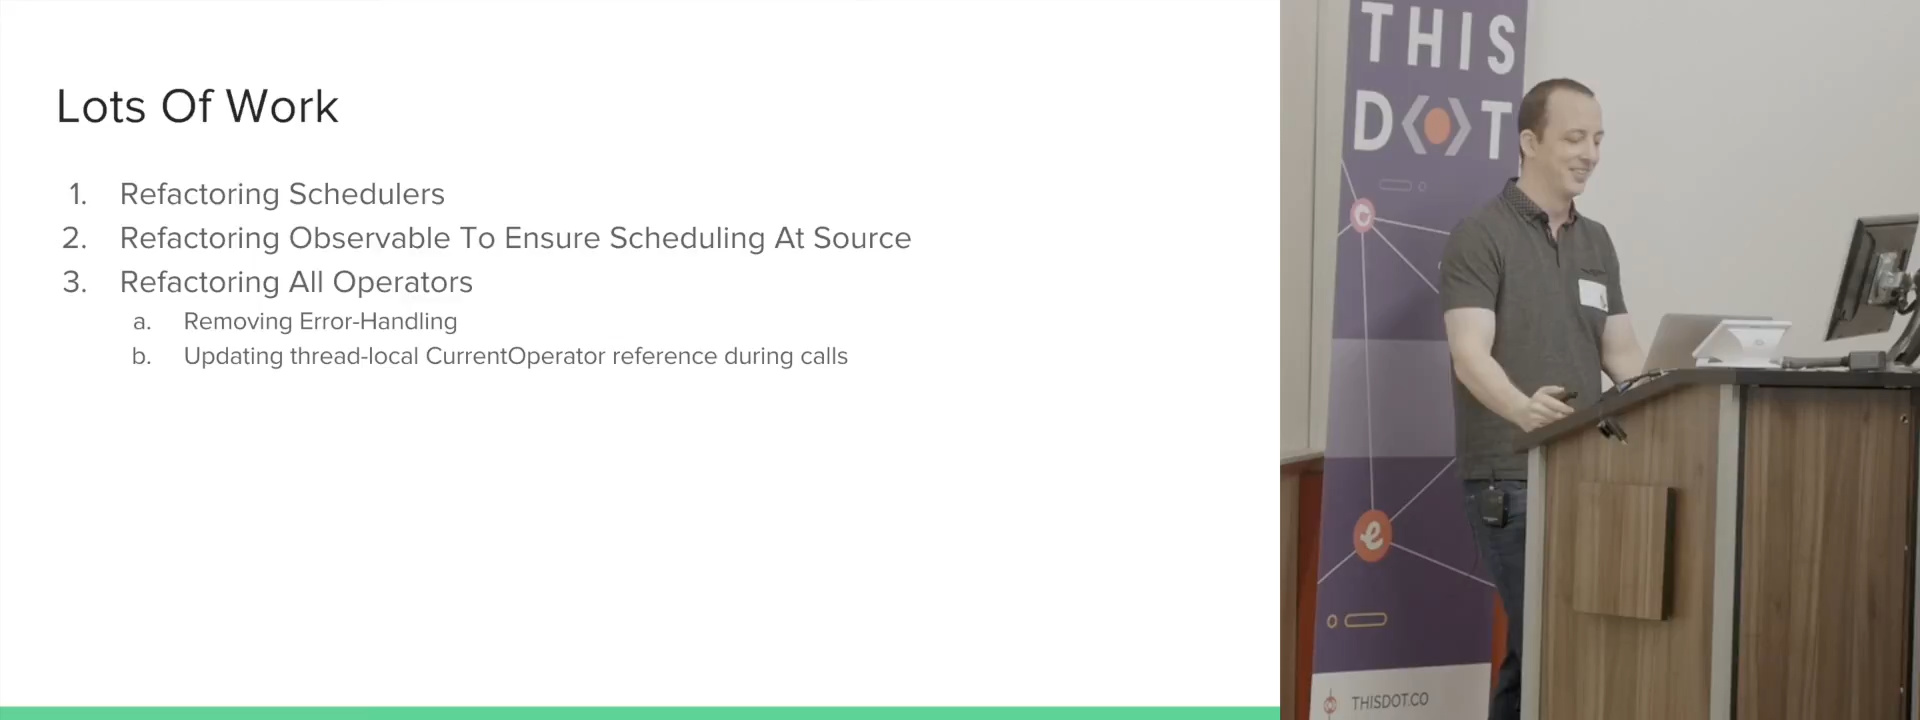 Lots Of Work
1. Refactoring Schedulers
2. Refactoring Observable To Ensure Scheduling At Source
3. Refactoring All Operators
a. Removing Error-Handling
b. Updating thread-local CurrentOperator reference during calls
THIS
D T
e
THISDOT.CO